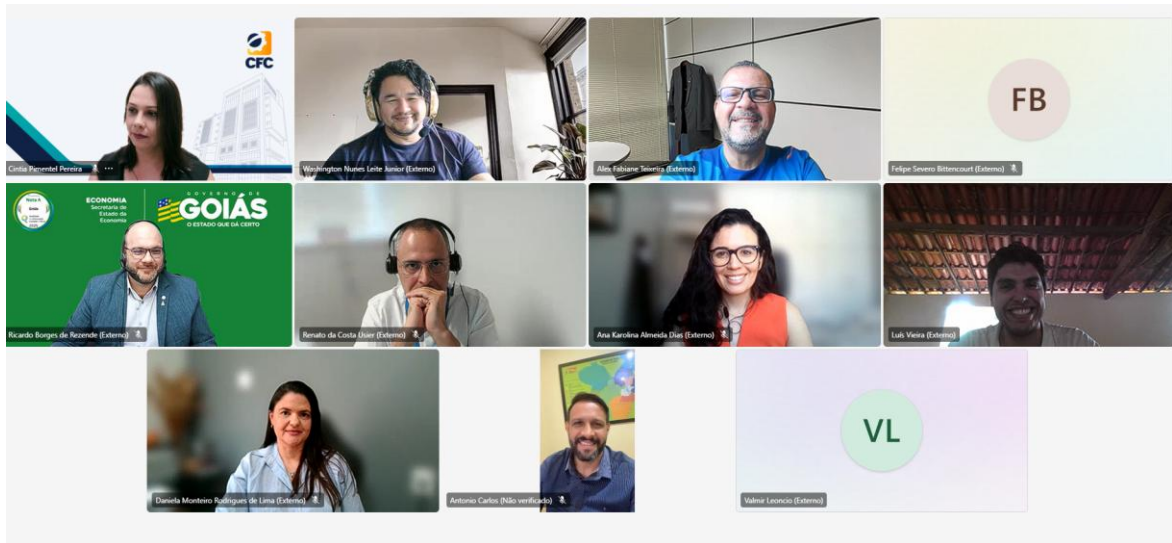 CFC
Cintia Pimentel Pereira
Washington Nunes Leite Junior (Externo)
Alex Fabiane Teixeira (Externo)
FB
Felipe Severo Bittencourt (Externo)
ECONOMIA
Secretaria de
Estado da
Economia
GOVERNO DE
GOIÁS
O ESTADO QUE DÁ CERTO
Ricardo Borges de Rezende (Externo)
Renato da Costa Usier (Externo)
Ana Karolina Almeida Dias (Externo)
Luís Vieira (Externo)
Daniela Monteiro Rodrigues de Lima (Externo)
Antonio Carlos (Não verificado)
VL
Valmir Leoncio (Externo)